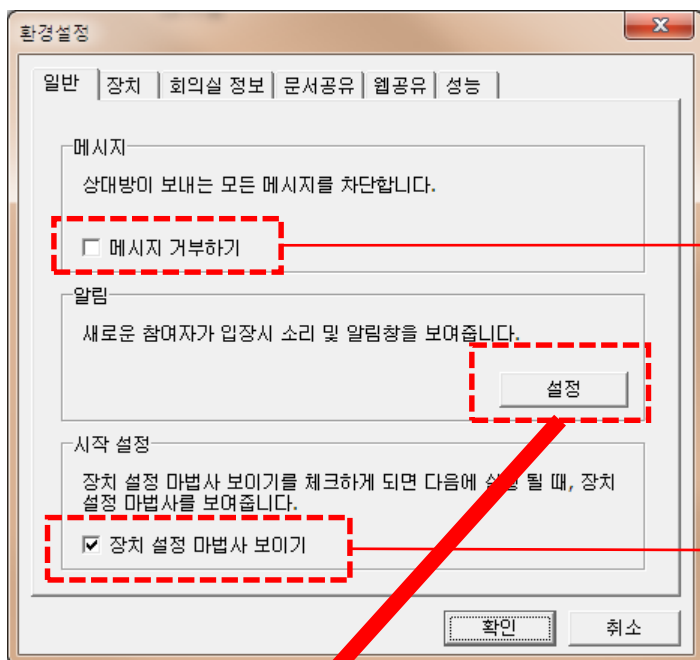 환경설정
일반 장치 회의실 정보 문서공유 웹공유 성능
메시지
상대방이 보내는 모든 메시지를 차단합니다.
메시지 거부하기
알림
새로운 참여자가 입장시 소리 및 알림창을 보여줍니다.
설정
시작 설정
장치 설정 마법사 보이기를 체크하게 되면 다음에 될 때, 장치
설정 마법사를 보여줍니다.
장치 설정 마법사 보이기
확인 취소